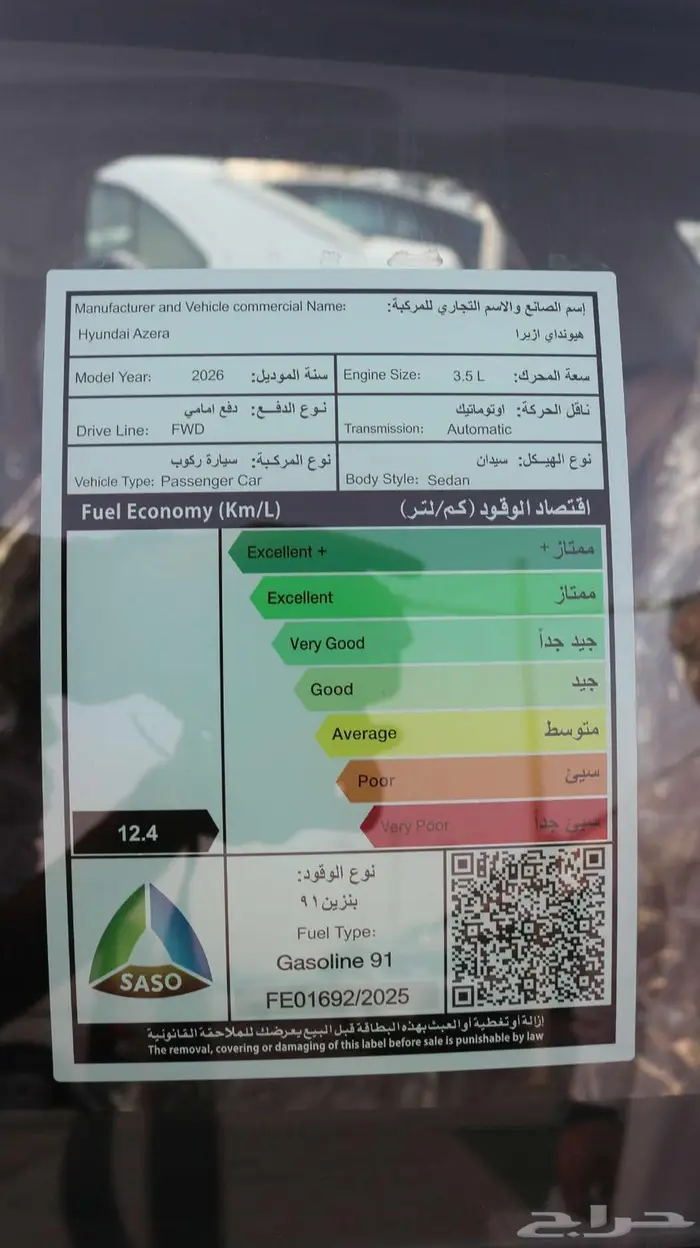 Manufacturer and Vehicle commercial Name: إسم الصانع والاسم التجاري للمركبة:
Hyundai Azera هيونداي ازيرا
Model Year: 2026 سنة الموديل: Engine Size: 3.5 L سعة المحرك:
نوع الدفع: دفع امامي ناقل الحركة: اوتوماتيك
Drive Line: FWD Transmission: Automatic
نوع المركبة: سيارة ركوب نوع الهيكل: سيدان
Vehicle Type: Passenger Car Body Style: Sedan
Fuel Economy (Km/L) اقتصاد الوقود (كم/لتر)
Excellent + ممتاز +
Excellent ممتاز
Very Good جيد جداً
Good جيد
Average متوسط
Poor سيئ
12.4 Very Poor سيئ جداً
نوع الوقود:
بنزين ٩١
Fuel Type:
Gasoline 91
SASO
FE01692/2025
إزالة أو تغطية أو العبث بهذه البطاقة قبل البيع يعرضك للملاحقة القانونية
The removal, covering or damaging of this label before sale is punishable by law
حراج